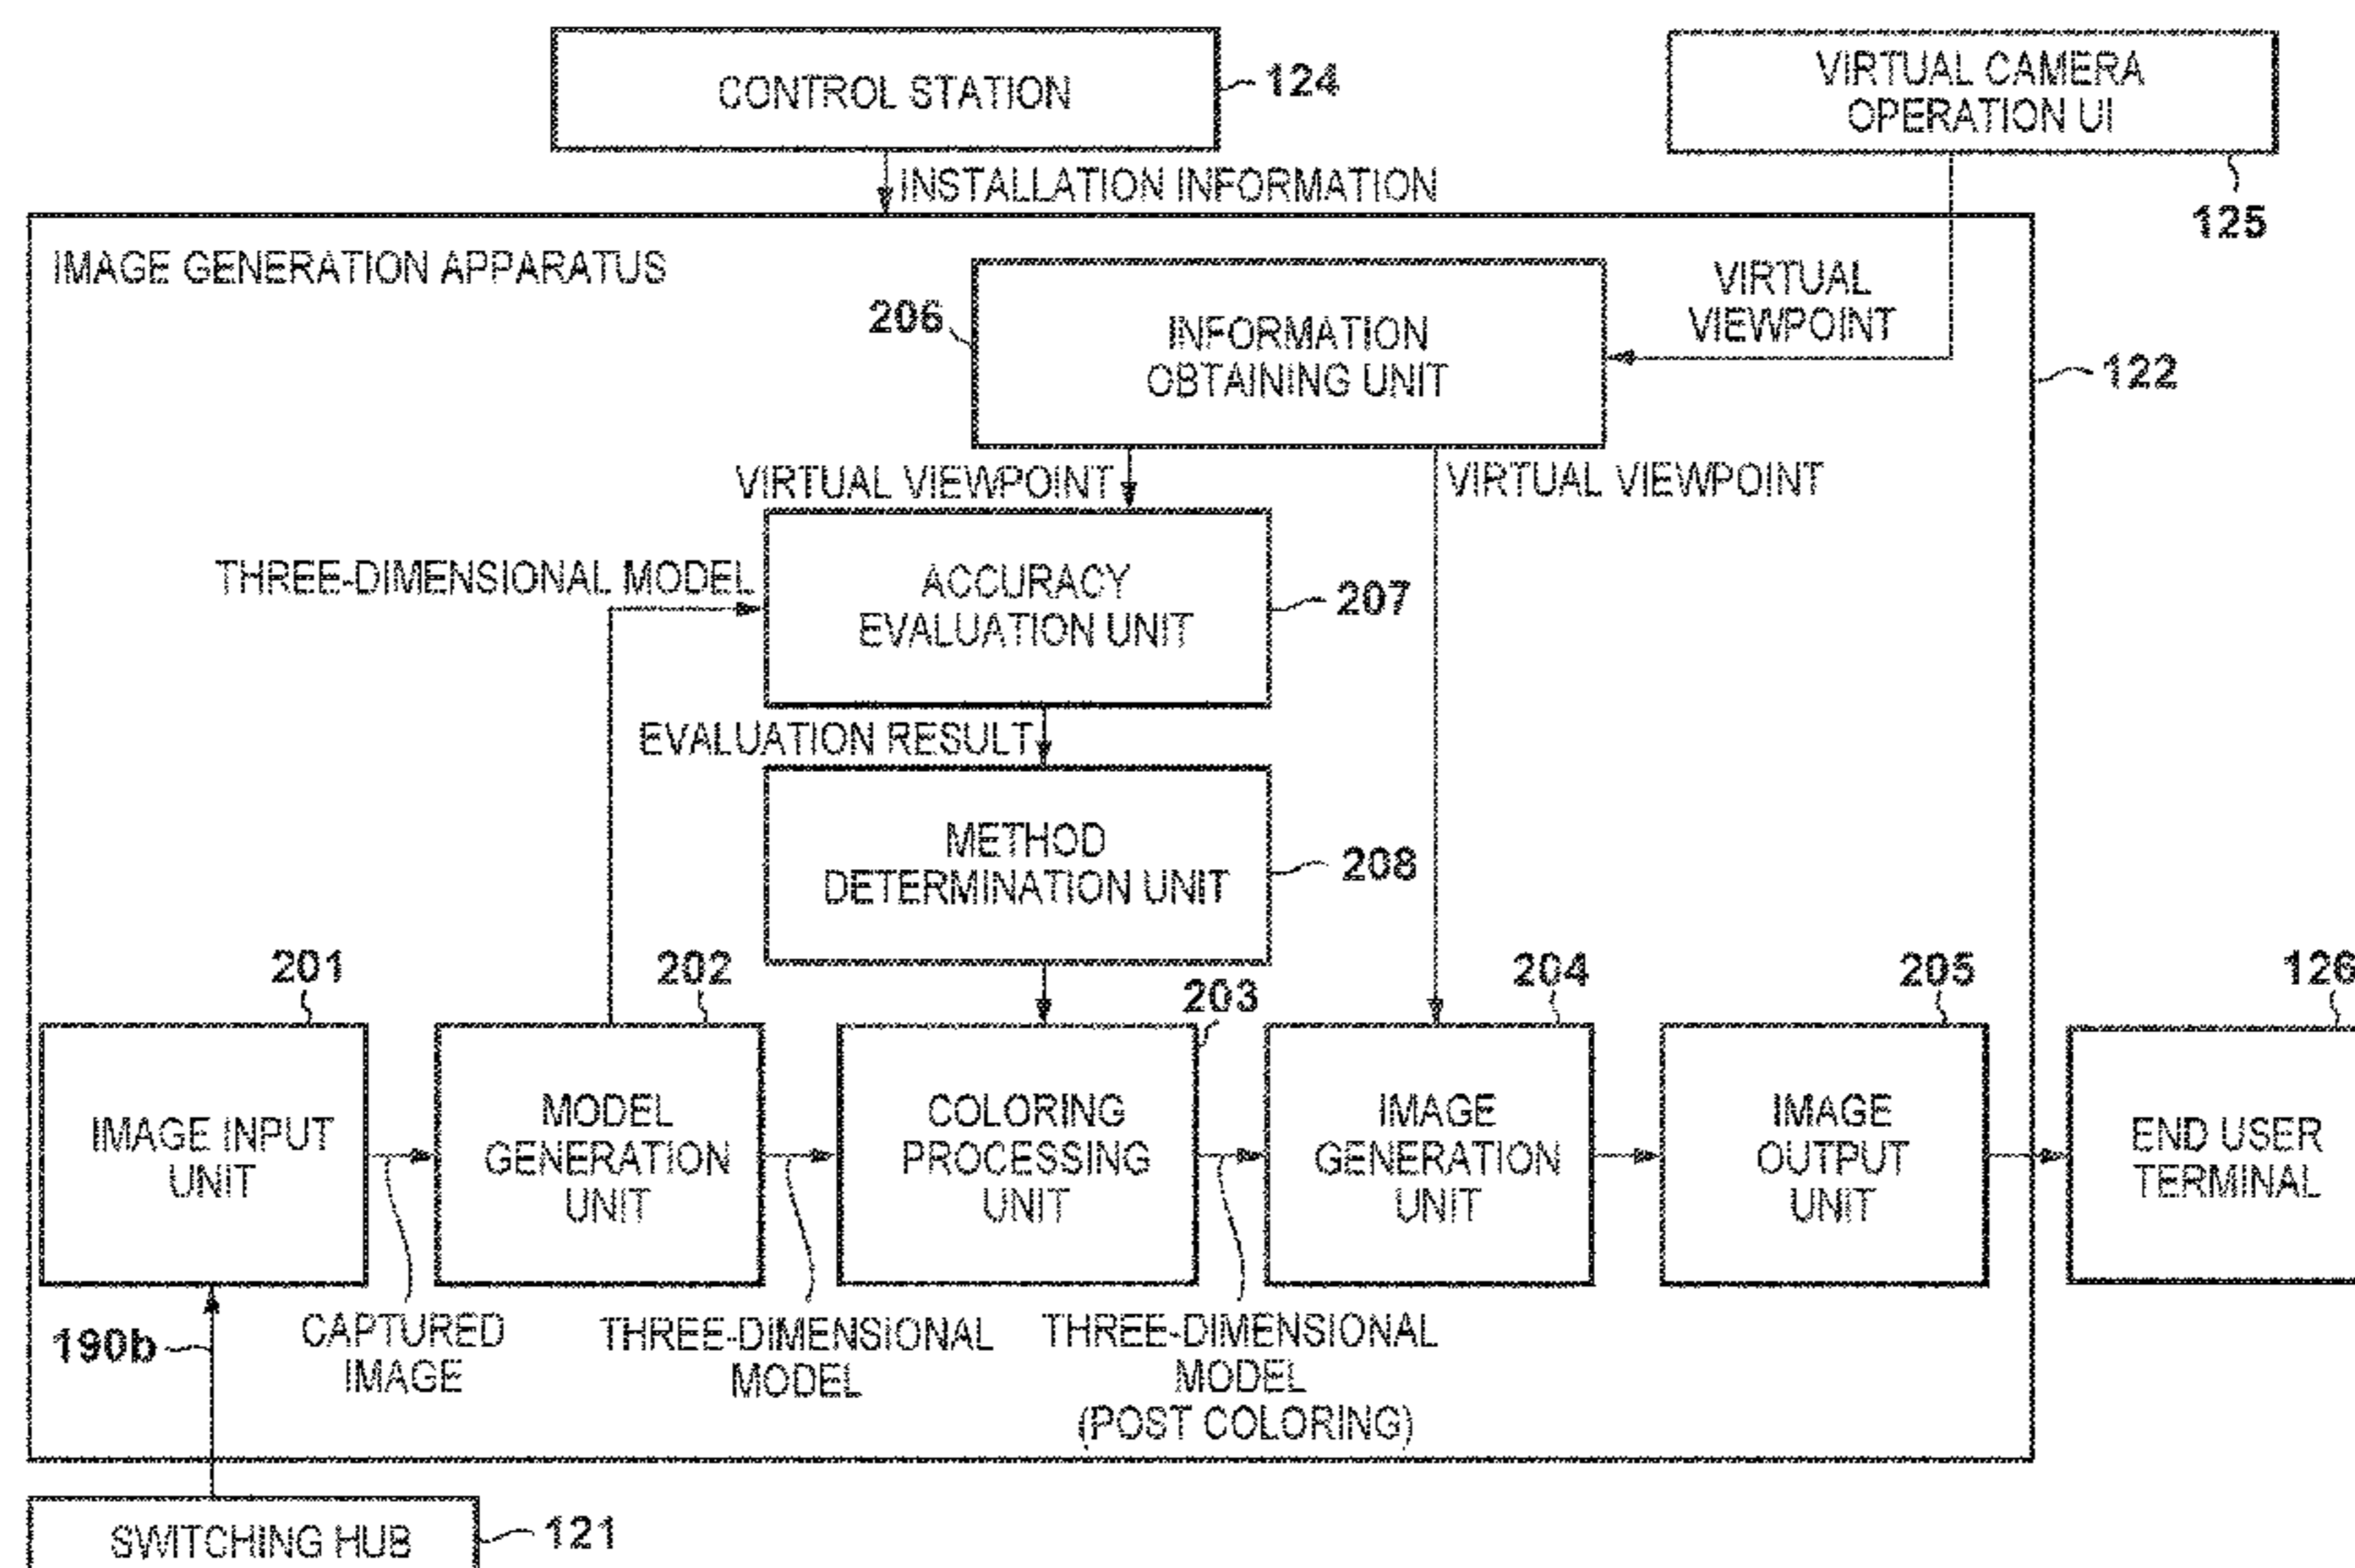 CONTROL STATION
124
VIRTUAL CAMERA
OPERATION UI
125
INSTALLATION INFORMATION
IMAGE GENERATION APPARATUS
206
INFORMATION
OBTAINING UNIT
VIRTUAL
VIEWPOINT
122
VIRTUAL VIEWPOINT
VIRTUAL VIEWPOINT
THREE-DIMENSIONAL MODEL
ACCURACY
EVALUATION UNIT
207
EVALUATION RESULT
METHOD
DETERMINATION UNIT
208
201
202
203
204
205
126
IMAGE INPUT
UNIT
MODEL
GENERATION
UNIT
COLORING
PROCESSING
UNIT
IMAGE
GENERATION
UNIT
IMAGE
OUTPUT
UNIT
END USER
TERMINAL
190b
CAPTURED
IMAGE
THREE-DIMENSIONAL
MODEL
THREE-DIMENSIONAL
MODEL
(POST COLORING)
SWITCHING HUB
121